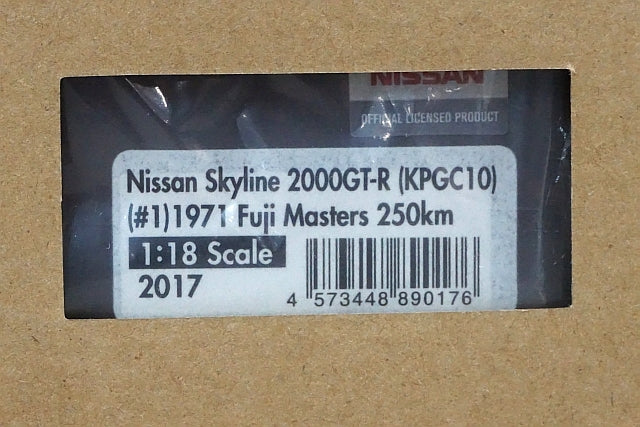 NISSAN
OFFICIAL LICENSED PRODUCT
Nissan Skyline 2000GT-R (KPGC10)
(#1)1971 Fuji Masters 250km
1:18 Scale
2017
4 573448 890176